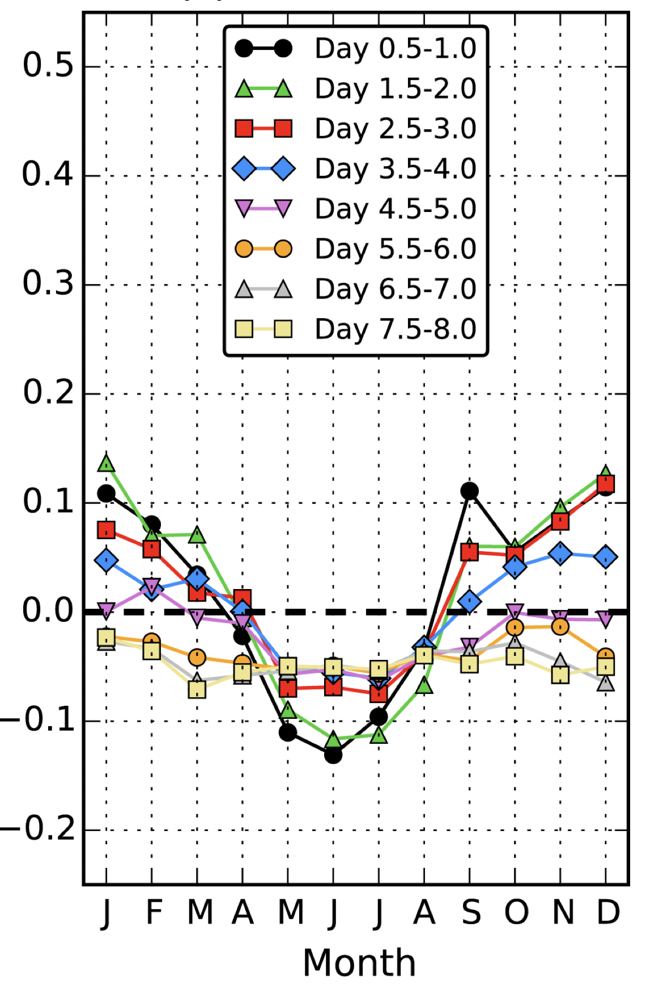 0.5
0.4
0.3
0.2
0.1
0.0
−0.1
−0.2
Day 0.5-1.0
Day 1.5-2.0
Day 2.5-3.0
Day 3.5-4.0
Day 4.5-5.0
Day 5.5-6.0
Day 6.5-7.0
Day 7.5-8.0
J F M A M J J A S O N D
Month